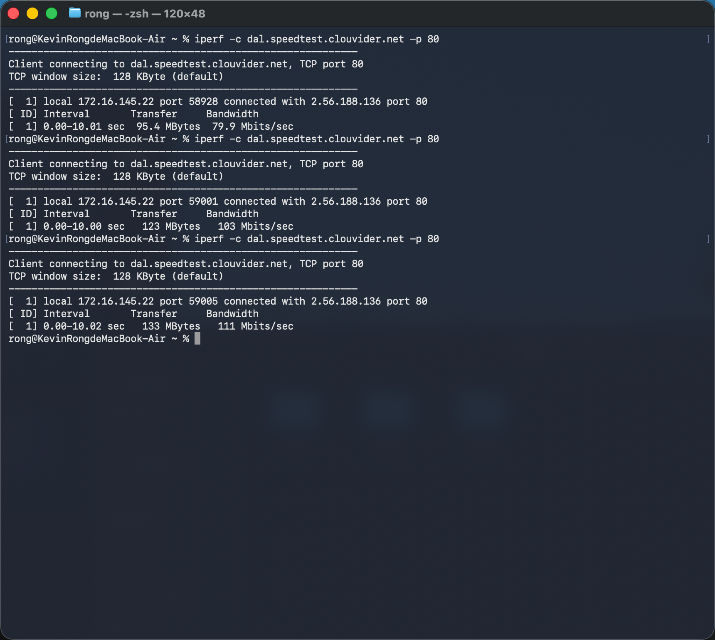 rong — -zsh — 120×48
[rong@KevinRongdeMacBook-Air ~ % iperf -c dal.speedtest.clouvider.net -p 80 ]
------------------------------------------------------------
Client connecting to dal.speedtest.clouvider.net, TCP port 80
TCP window size:  128 KByte (default)
------------------------------------------------------------
[  1] local 172.16.145.22 port 58928 connected with 2.56.188.136 port 80
[ ID] Interval       Transfer     Bandwidth
[  1] 0.00-10.01 sec  95.4 MBytes  79.9 Mbits/sec
[rong@KevinRongdeMacBook-Air ~ % iperf -c dal.speedtest.clouvider.net -p 80 ]
------------------------------------------------------------
Client connecting to dal.speedtest.clouvider.net, TCP port 80
TCP window size:  128 KByte (default)
------------------------------------------------------------
[  1] local 172.16.145.22 port 59001 connected with 2.56.188.136 port 80
[ ID] Interval       Transfer     Bandwidth
[  1] 0.00-10.00 sec   123 MBytes   103 Mbits/sec
[rong@KevinRongdeMacBook-Air ~ % iperf -c dal.speedtest.clouvider.net -p 80 ]
------------------------------------------------------------
Client connecting to dal.speedtest.clouvider.net, TCP port 80
TCP window size:  128 KByte (default)
------------------------------------------------------------
[  1] local 172.16.145.22 port 59005 connected with 2.56.188.136 port 80
[ ID] Interval       Transfer     Bandwidth
[  1] 0.00-10.02 sec   133 MBytes   111 Mbits/sec
rong@KevinRongdeMacBook-Air ~ %